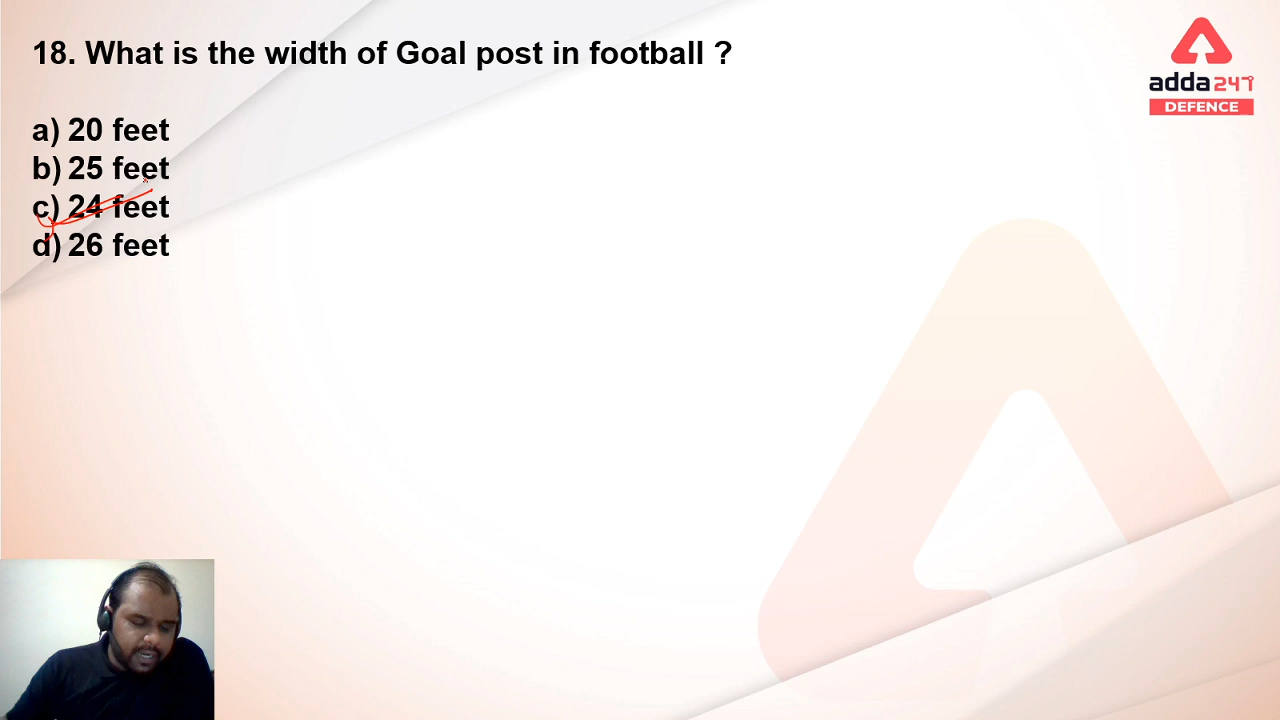 18. What is the width of Goal post in football ?
adda247
DEFENCE
a) 20 feet
b) 25 feet
c) 24 feet
d) 26 feet